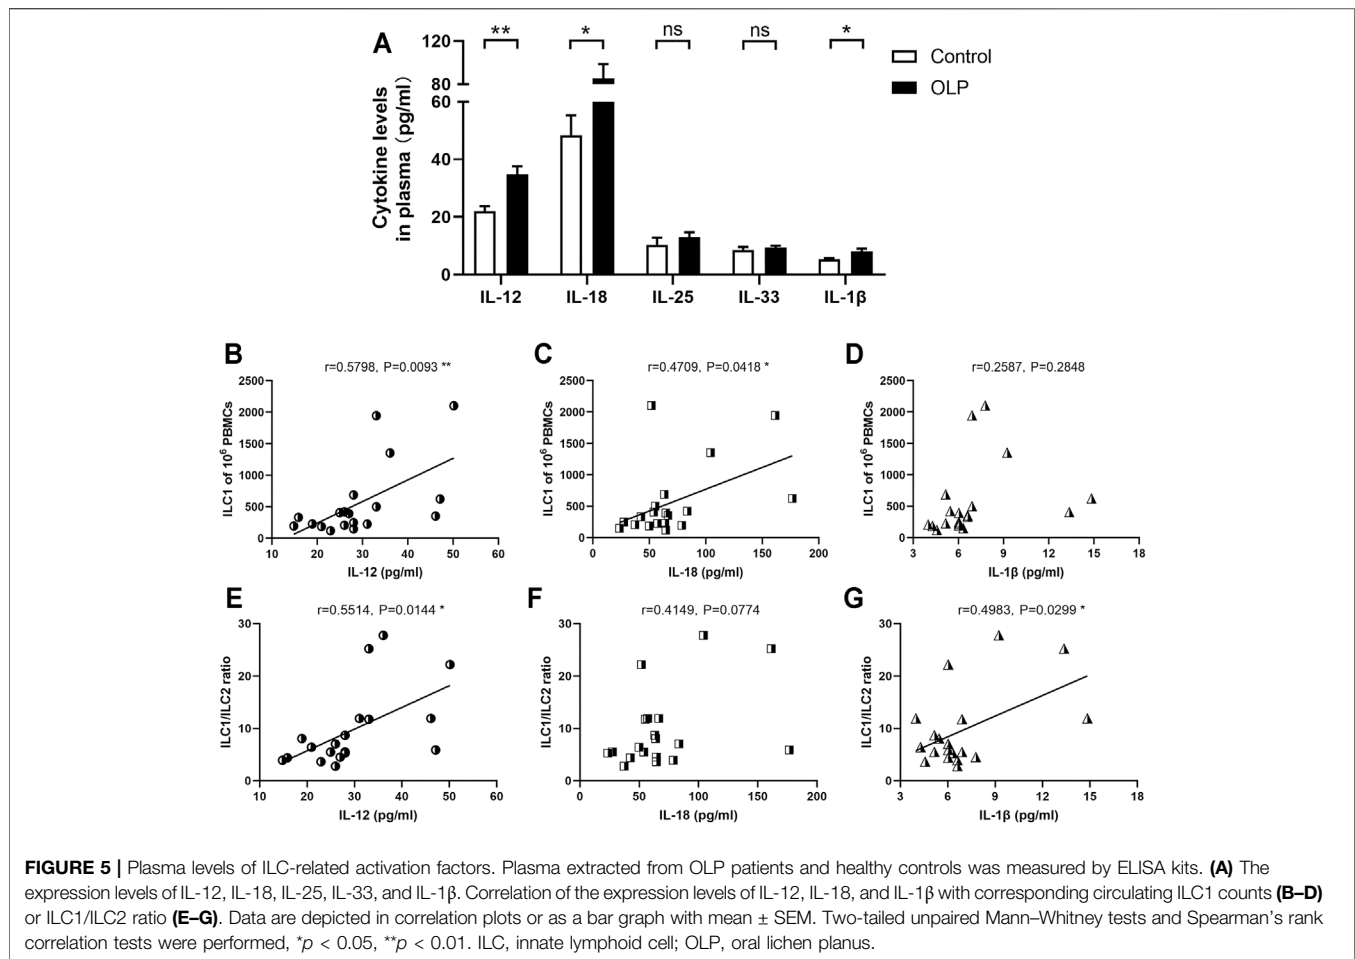 A
** * ns ns *
Control
OLP
Cytokine levels
in plasma (pg/ml)
120
80
60
40
20
0
IL-12 IL-18 IL-25 IL-33 IL-1β
B
r=0.5798, P=0.0093 **
ILC1 of 10⁶ PBMCs
2500
2000
1500
1000
500
0
10 20 30 40 50 60
IL-12 (pg/ml)
C
r=0.4709, P=0.0418 *
ILC1 of 10⁶ PBMCs
2500
2000
1500
1000
500
0
0 50 100 150 200
IL-18 (pg/ml)
D
r=0.2587, P=0.2848
ILC1 of 10⁶ PBMCs
2500
2000
1500
1000
500
0
3 6 9 12 15 18
IL-1β (pg/ml)
E
r=0.5514, P=0.0144 *
ILC1/ILC2 ratio
30
20
10
0
10 20 30 40 50 60
IL-12 (pg/ml)
F
r=0.4149, P=0.0774
ILC1/ILC2 ratio
30
20
10
0
0 50 100 150 200
IL-18 (pg/ml)
G
r=0.4983, P=0.0299 *
ILC1/ILC2 ratio
30
20
10
0
3 6 9 12 15 18
IL-1β (pg/ml)
FIGURE 5 | Plasma levels of ILC-related activation factors. Plasma extracted from OLP patients and healthy controls was measured by ELISA kits. (A) The
expression levels of IL-12, IL-18, IL-25, IL-33, and IL-1β. Correlation of the expression levels of IL-12, IL-18, and IL-1β with corresponding circulating ILC1 counts (B–D)
or ILC1/ILC2 ratio (E–G). Data are depicted in correlation plots or as a bar graph with mean ± SEM. Two-tailed unpaired Mann–Whitney tests and Spearman's rank
correlation tests were performed, *p < 0.05, **p < 0.01. ILC, innate lymphoid cell; OLP, oral lichen planus.